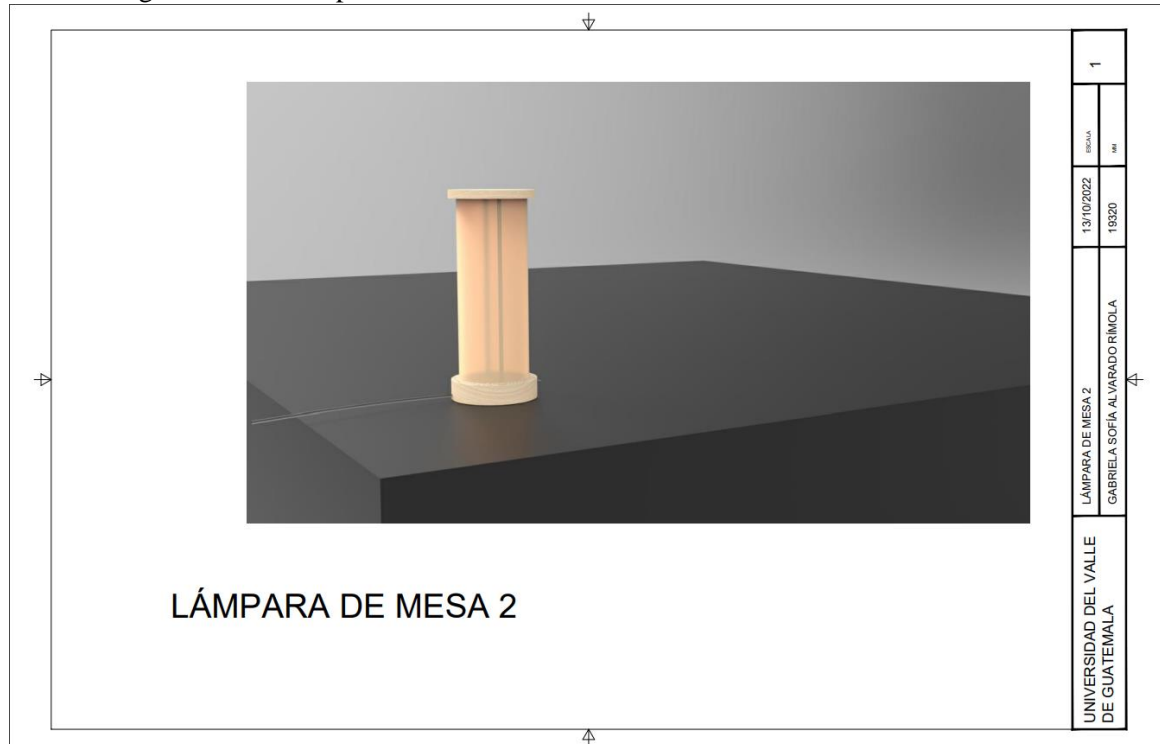 LÁMPARA DE MESA 2
1
ESCALA
MM
13/10/2022
19320
LÁMPARA DE MESA 2
GABRIELA SOFÍA ALVARADO RÍMOLA
UNIVERSIDAD DEL VALLE
DE GUATEMALA